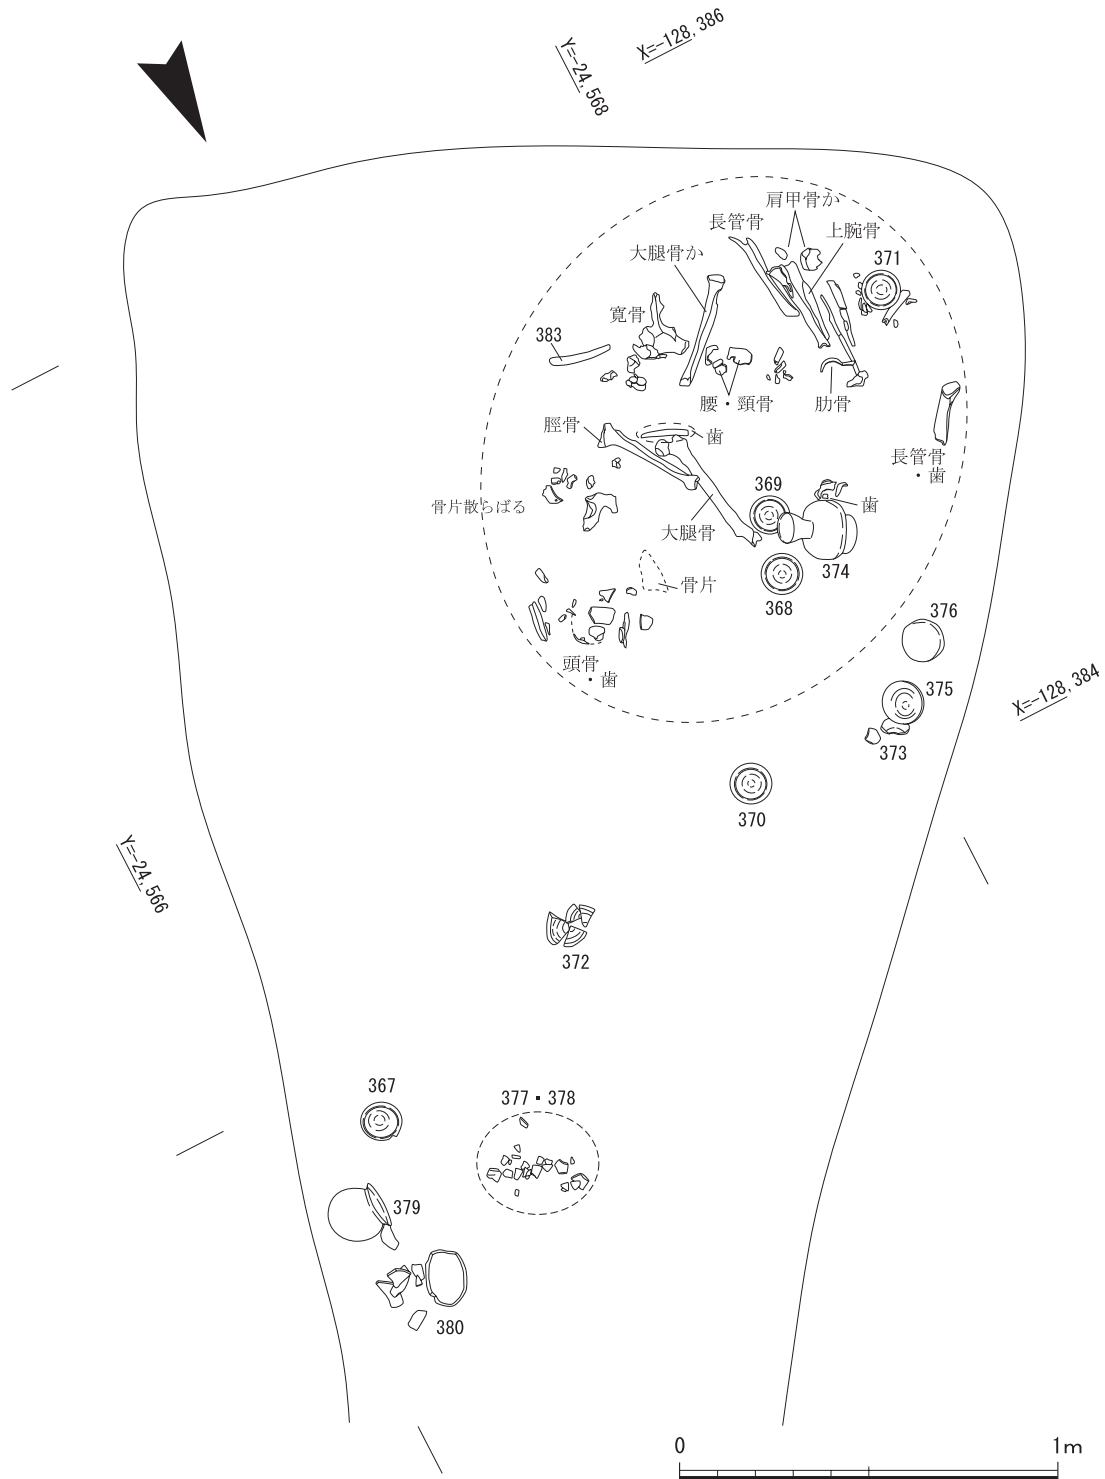 Y=-24,568
X=-128,386
肩甲骨か
長管骨
上腕骨
大腿骨か
371
寛骨
383
腰・頸骨
肋骨
脛骨
歯
長管骨
・歯
369
歯
骨片散らばる
大腿骨
374
骨片
368
376
頭骨
・歯
X=-128,384
375
373
370
Y=-24,566
372
367
377・378
379
380
0
1m